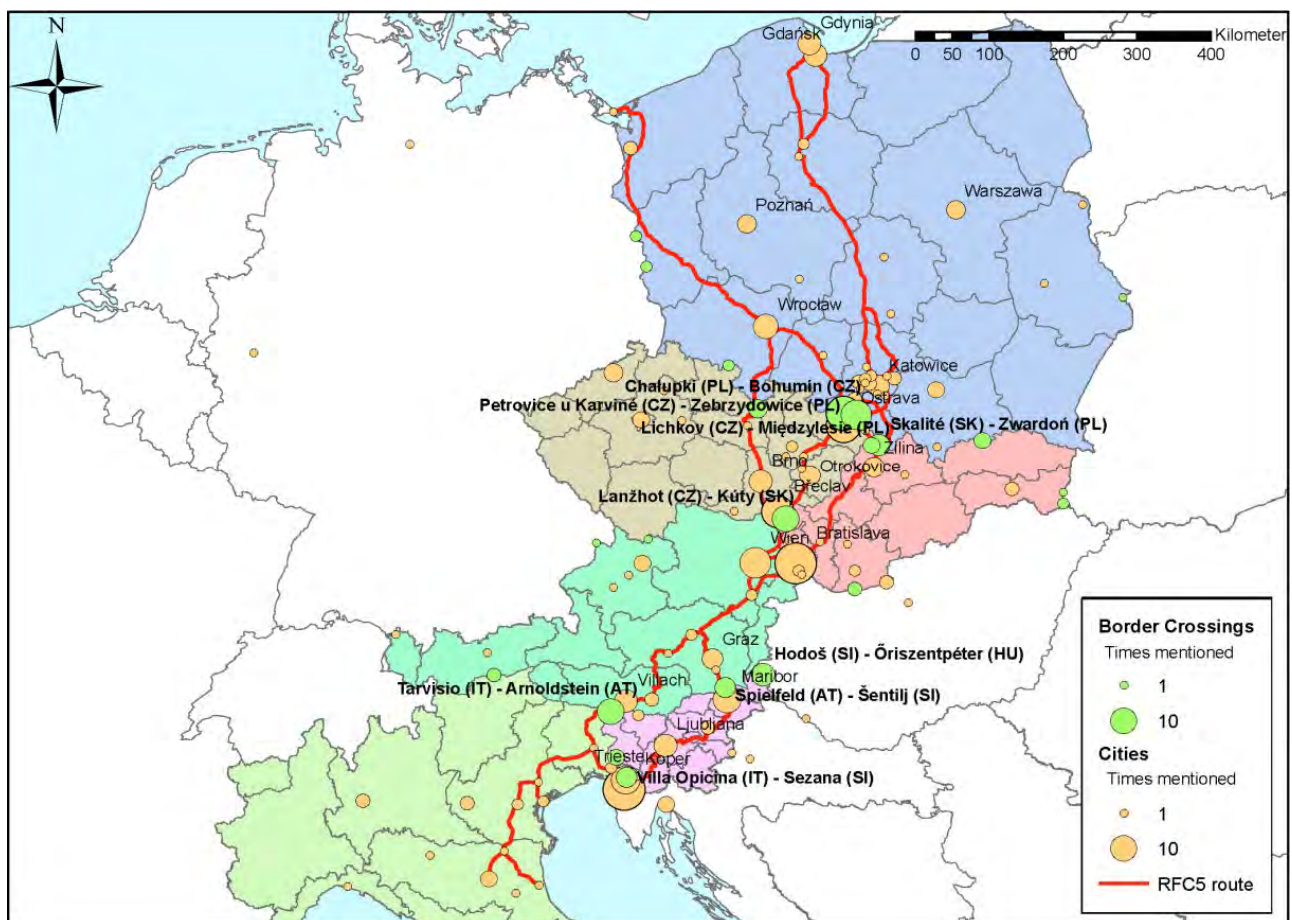 N
Gdynia
Gdańsk
Kilometer
0 50 100 200 300 400
Warszawa
Poznań
Wrocław
Katowice
Chałupki (PL) - Bohumin (CZ)
Ostrava
Petrovice u Karviné (CZ) - Zebrzydowice (PL)
Skalité (SK) - Zwardoń (PL)
Lichkov (CZ) - Międzylesie (PL)
Žilina
Brno
Otrokovice
Břeclav
Lanžhot (CZ) - Kúty (SK)
Wien
Bratislava
Graz
Hodoš (SI) - Őriszentpéter (HU)
Villach
Maribor
Tarvisio (IT) - Arnoldstein (AT)
Spielfeld (AT) - Šentilj (SI)
Ljubljana
Trieste
Koper
Villa Opicina (IT) - Sezana (SI)
Border Crossings
Times mentioned
1
10
Cities
Times mentioned
1
10
RFC5 route